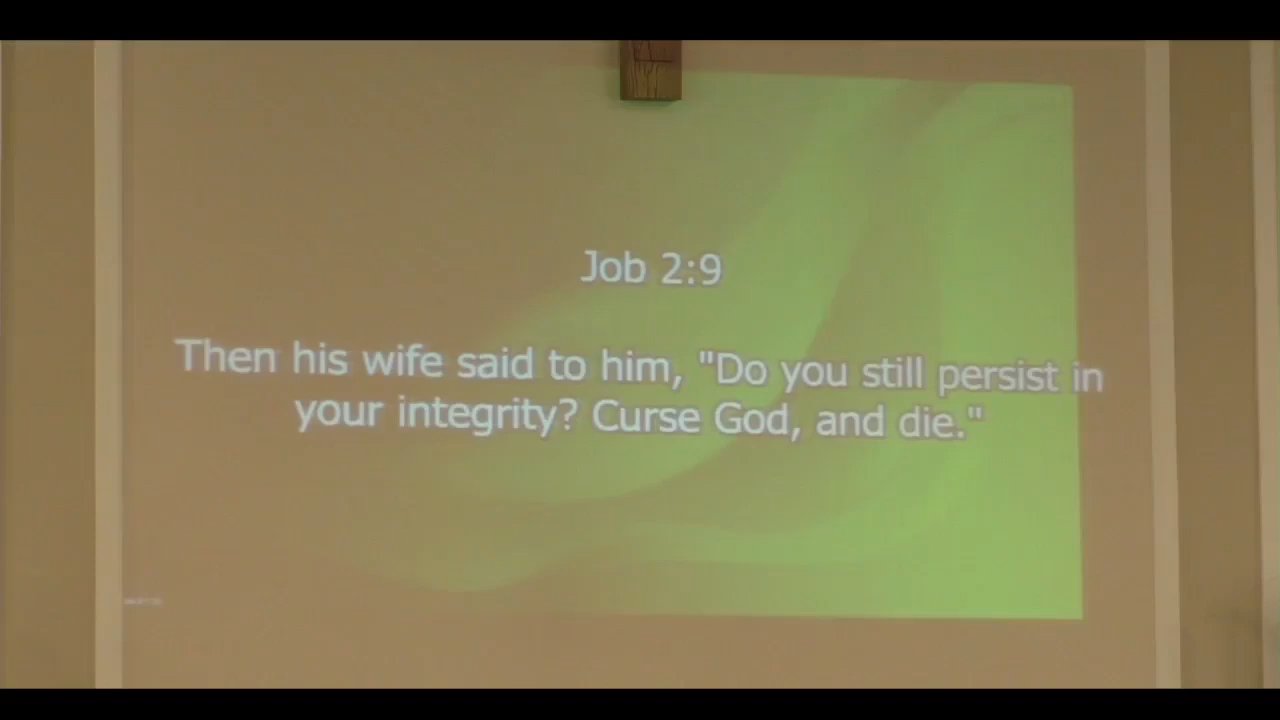 Job 2:9
Then his wife said to him, "Do you still persist in
your integrity? Curse God, and die."